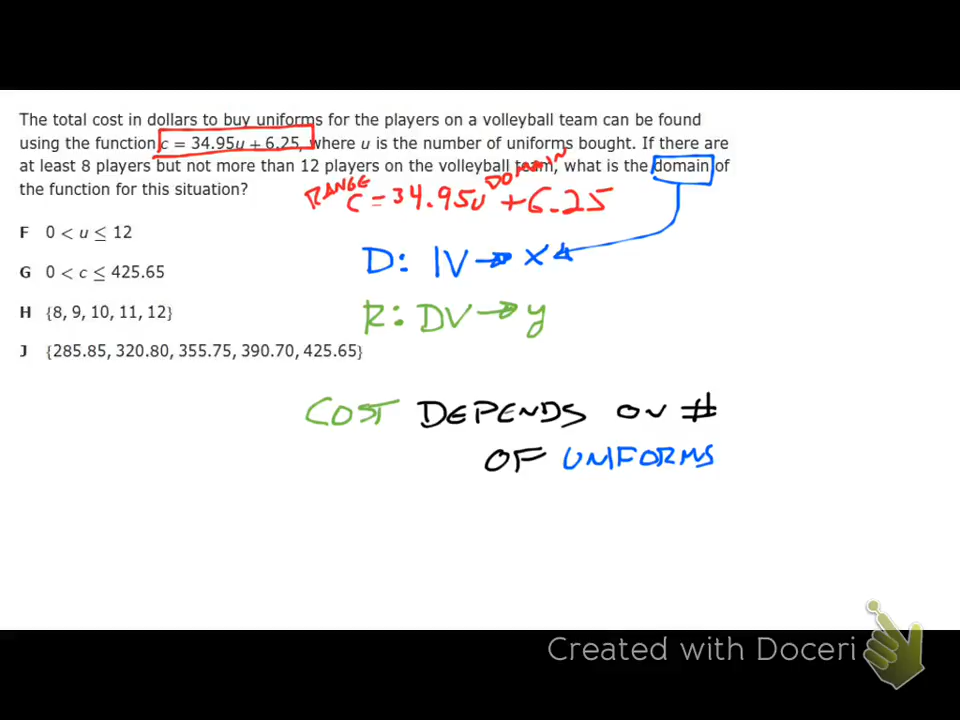 The total cost in dollars to buy uniforms for the players on a volleyball team can be found
using the function c = 34.95u + 6.25, where u is the number of uniforms bought. If there are
at least 8 players but not more than 12 players on the volleyball team, what is the domain of
the function for this situation?
RANGE DOMAIN
c = 34.95u + 6.25
F 0 < u ≤ 12
D: IV → X
G 0 < c ≤ 425.65
H {8, 9, 10, 11, 12}
R: DV → y
J {285.85, 320.80, 355.75, 390.70, 425.65}
COST DEPENDS ON #
OF UNIFORMS
Created with Doceri